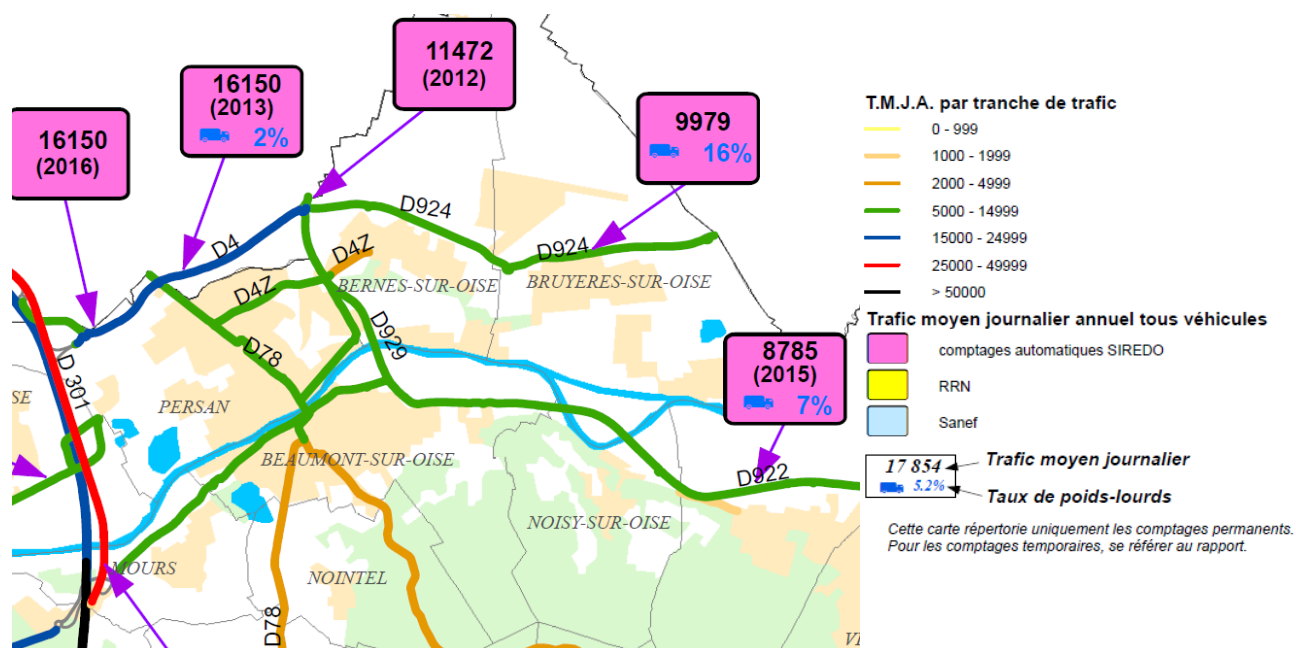 11472
(2012)
16150
(2013)
2%
9979
16%
16150
(2016)
D924
D4
D4Z
D924
BERNES-SUR-OISE
BRUYERES-SUR-OISE
D4Z
D929
D78
D 301
8785
(2015)
7%
SE
PERSAN
BEAUMONT-SUR-OISE
D922
NOISY-SUR-OISE
MOURS
NOINTEL
D78
VI
T.M.J.A. par tranche de trafic
0 - 999
1000 - 1999
2000 - 4999
5000 - 14999
15000 - 24999
25000 - 49999
> 50000
Trafic moyen journalier annuel tous véhicules
comptages automatiques SIREDO
RRN
Sanef
17 854
Trafic moyen journalier
5.2%
Taux de poids-lourds
Cette carte répertorie uniquement les comptages permanents.
Pour les comptages temporaires, se référer au rapport.